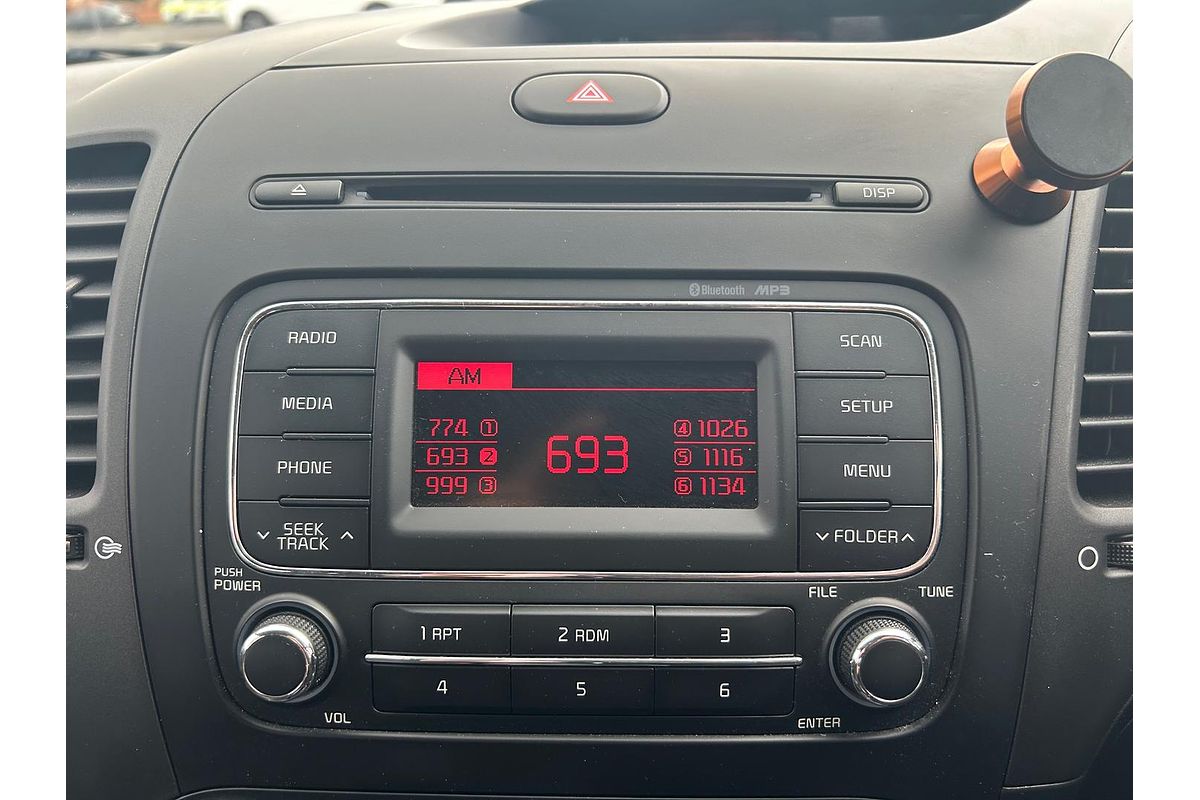 DISP
Bluetooth MP3
RADIO
MEDIA
PHONE
SEEK
TRACK
AM
774 1
693 2
999 3
693
4 1026
5 1116
6 1134
SCAN
SETUP
MENU
FOLDER
PUSH
POWER
VOL
1 RPT
2 RDM
3
4
5
6
FILE
TUNE
ENTER